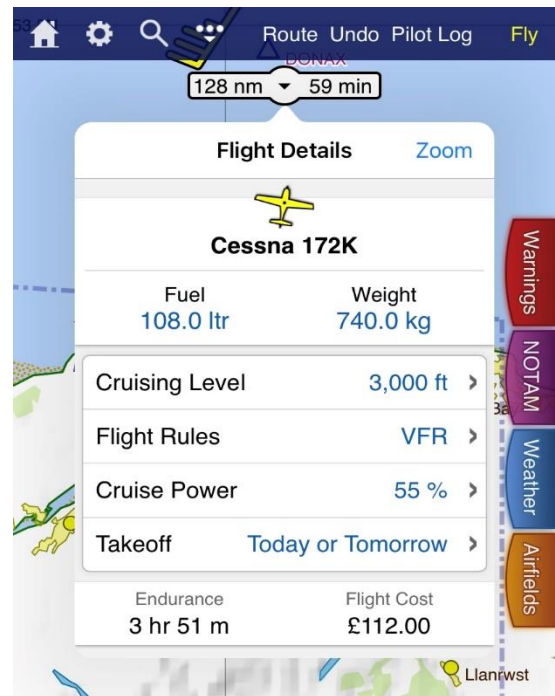 53
Route Undo Pilot Log Fly
DONAX
128 nm 59 min
Flight Details Zoom
Cessna 172K
Fuel Weight
108.0 ltr 740.0 kg
Cruising Level 3,000 ft
Flight Rules VFR
Cruise Power 55 %
Takeoff Today or Tomorrow
Endurance Flight Cost
3 hr 51 m £112.00
Warnings
NOTAM
Weather
Airfields
Llanrwst